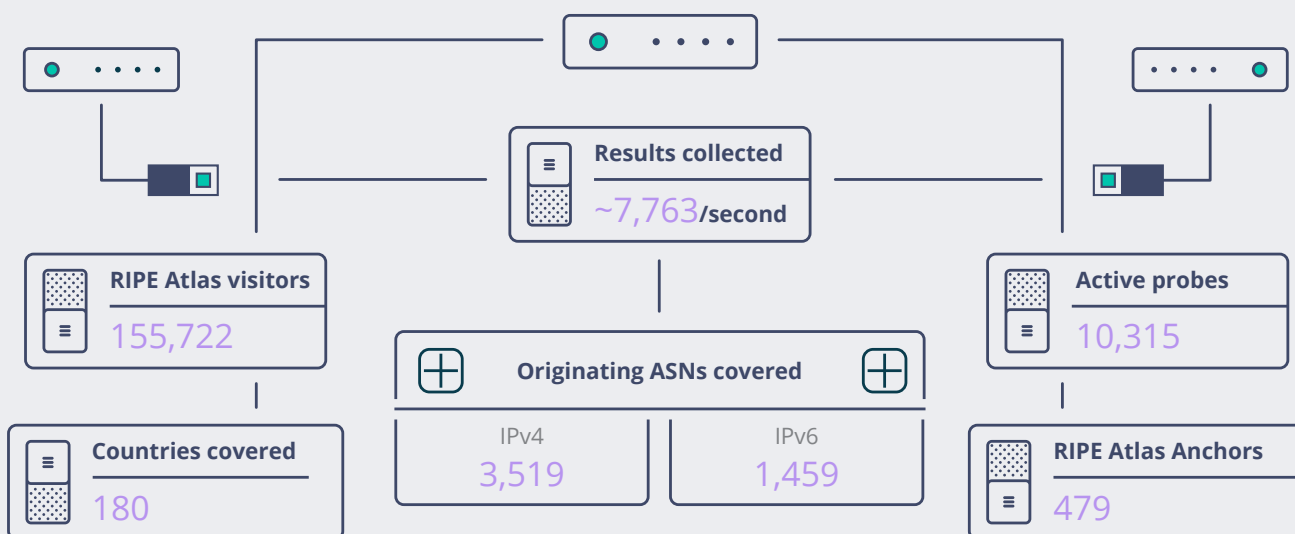 Results collected
~7,763/second
RIPE Atlas visitors
155,722
Active probes
10,315
Originating ASNs covered
IPv4
3,519
IPv6
1,459
Countries covered
180
RIPE Atlas Anchors
479